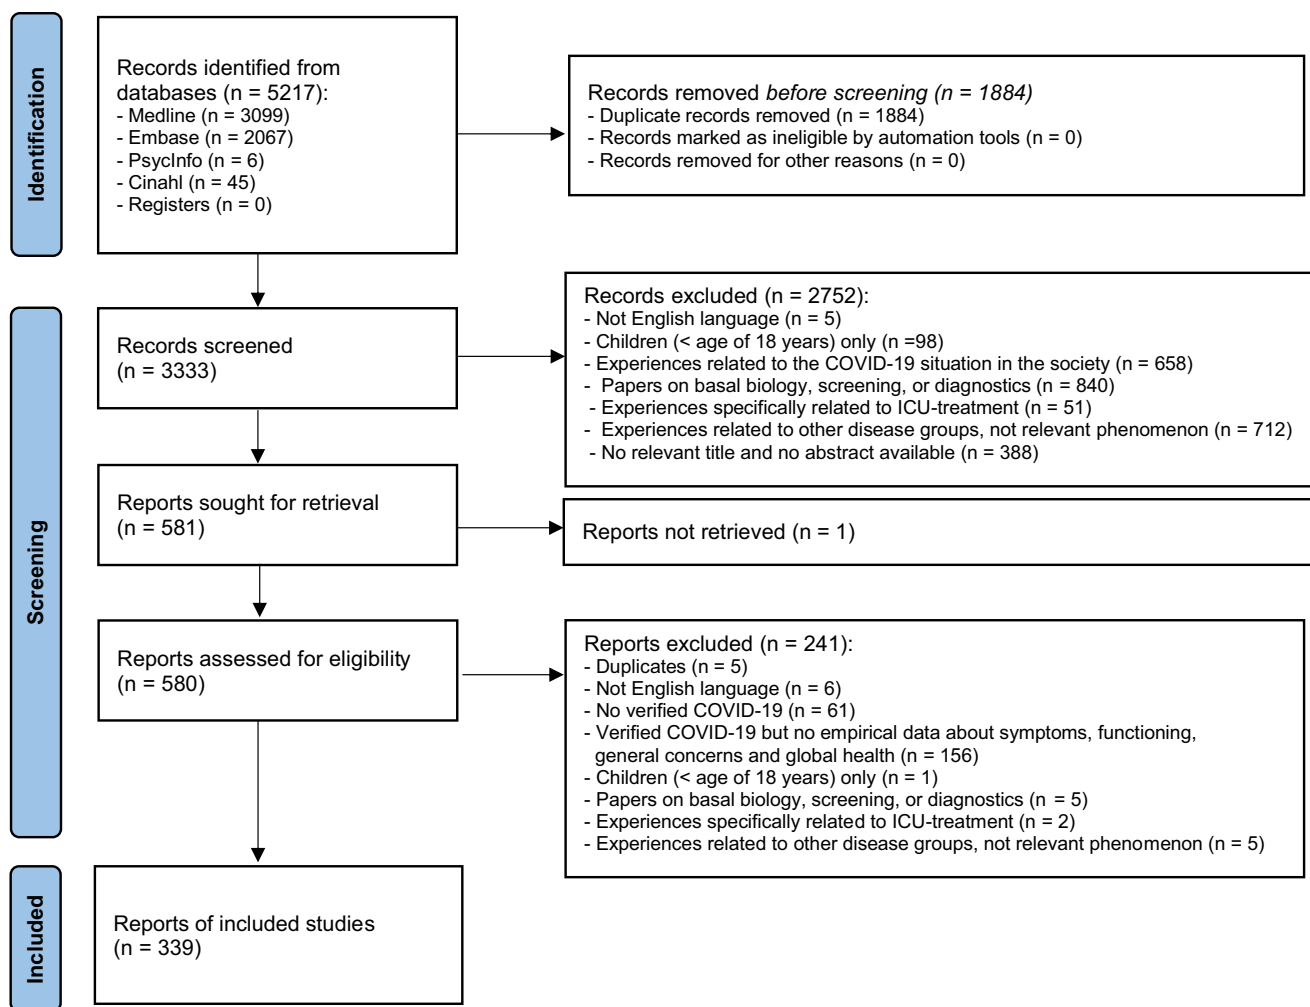 Identification
Records identified from
databases (n = 5217):
- Medline (n = 3099)
- Embase (n = 2067)
- PsycInfo (n = 6)
- Cinahl (n = 45)
- Registers (n = 0)
Records removed before screening (n = 1884)
- Duplicate records removed (n = 1884)
- Records marked as ineligible by automation tools (n = 0)
- Records removed for other reasons (n = 0)
Screening
Records screened
(n = 3333)
Records excluded (n = 2752):
- Not English language (n = 5)
- Children (< age of 18 years) only (n =98)
- Experiences related to the COVID-19 situation in the society (n = 658)
- Papers on basal biology, screening, or diagnostics (n = 840)
- Experiences specifically related to ICU-treatment (n = 51)
- Experiences related to other disease groups, not relevant phenomenon (n = 712)
- No relevant title and no abstract available (n = 388)
Reports sought for retrieval
(n = 581)
Reports not retrieved (n = 1)
Reports assessed for eligibility
(n = 580)
Reports excluded (n = 241):
- Duplicates (n = 5)
- Not English language (n = 6)
- No verified COVID-19 (n = 61)
- Verified COVID-19 but no empirical data about symptoms, functioning,
general concerns and global health (n = 156)
- Children (< age of 18 years) only (n = 1)
- Papers on basal biology, screening, or diagnostics (n = 5)
- Experiences specifically related to ICU-treatment (n = 2)
- Experiences related to other disease groups, not relevant phenomenon (n = 5)
Included
Reports of included studies
(n = 339)